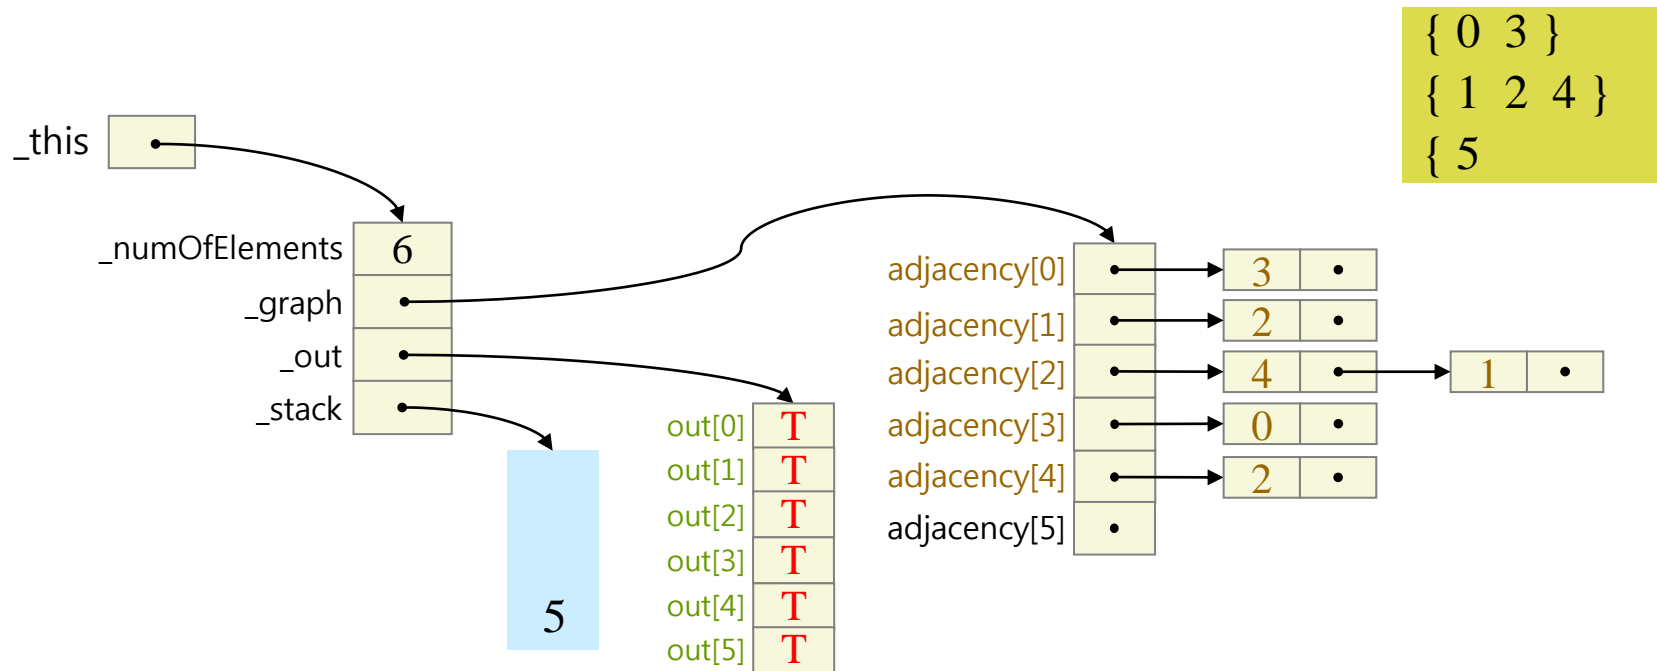 { 0 3 }
{ 1 2 4 }
{ 5
_this
_numOfElements 6
_graph
_out
_stack
5
out[0] T
out[1] T
out[2] T
out[3] T
out[4] T
out[5] T
adjacency[0] 3
adjacency[1] 2
adjacency[2] 4 1
adjacency[3] 0
adjacency[4] 2
adjacency[5]